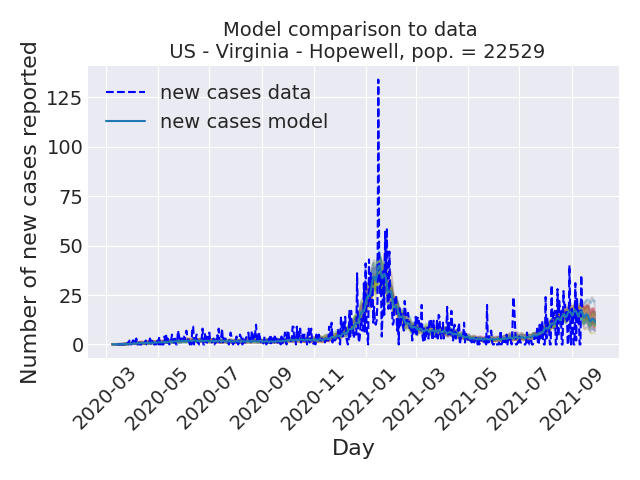 Model comparison to data
US - Virginia - Hopewell, pop. = 22529
Number of new cases reported
new cases data
new cases model
125
100
75
50
25
0
2020-03
2020-05
2020-07
2020-09
2020-11
2021-01
2021-03
2021-05
2021-07
2021-09
Day